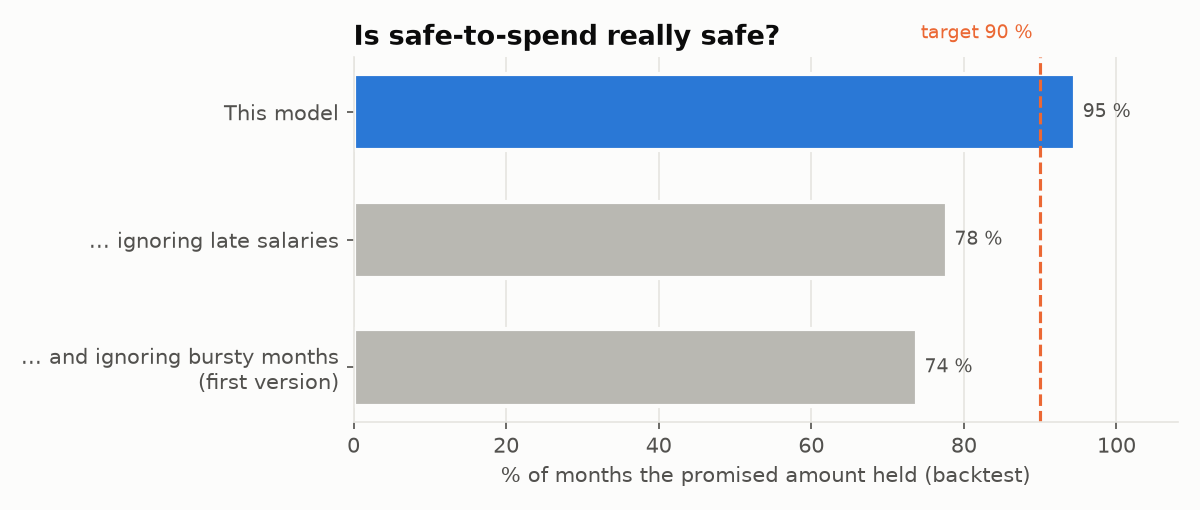 Is safe-to-spend really safe?
target 90 %
This model
95 %
... ignoring late salaries
78 %
... and ignoring bursty months
(first version)
74 %
0 20 40 60 80 100
% of months the promised amount held (backtest)